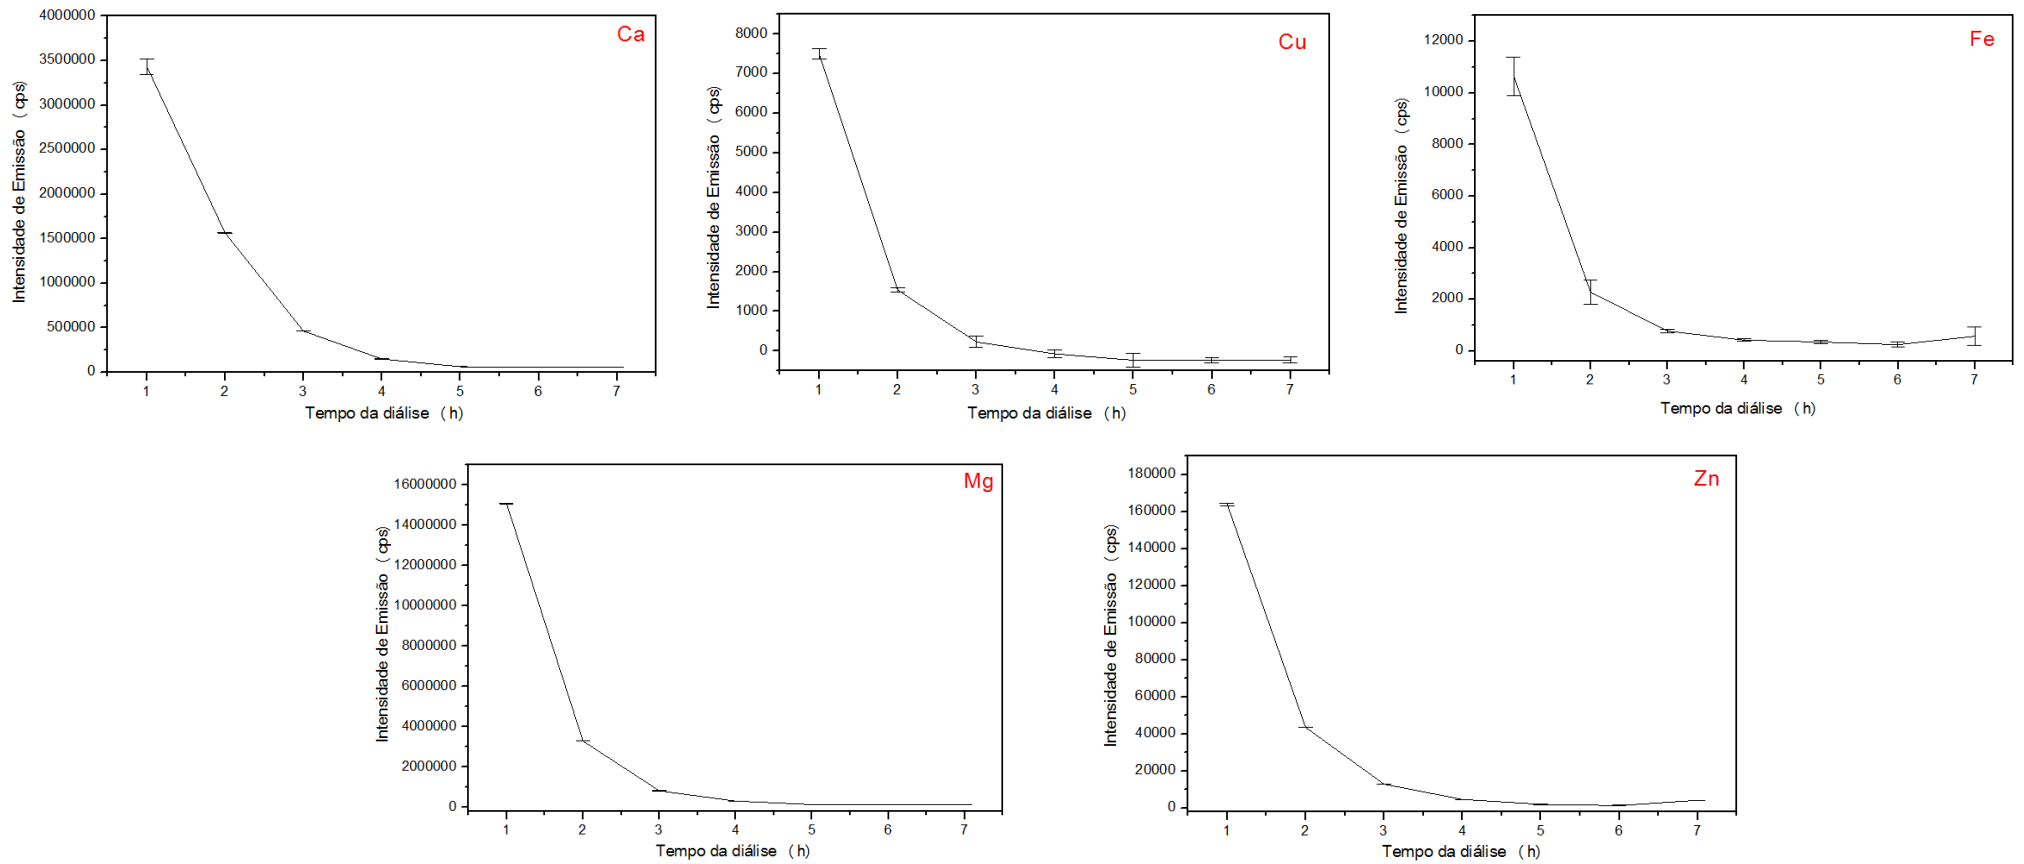 Ca
Intensidade de Emissão (cps)
4000000
3500000
3000000
2500000
2000000
1500000
1000000
500000
0
1 2 3 4 5 6 7
Tempo da diálise (h)
Cu
Intensidade de Emissão (cps)
8000
7000
6000
5000
4000
3000
2000
1000
0
1 2 3 4 5 6 7
Tempo da diálise (h)
Fe
Intensidade de Emissão (cps)
12000
10000
8000
6000
4000
2000
0
1 2 3 4 5 6 7
Tempo da diálise (h)
Mg
Intensidade de Emissão (cps)
16000000
14000000
12000000
10000000
8000000
6000000
4000000
2000000
0
1 2 3 4 5 6 7
Tempo da diálise (h)
Zn
Intensidade de Emissão (cps)
180000
160000
140000
120000
100000
80000
60000
40000
20000
0
1 2 3 4 5 6 7
Tempo da diálise (h)